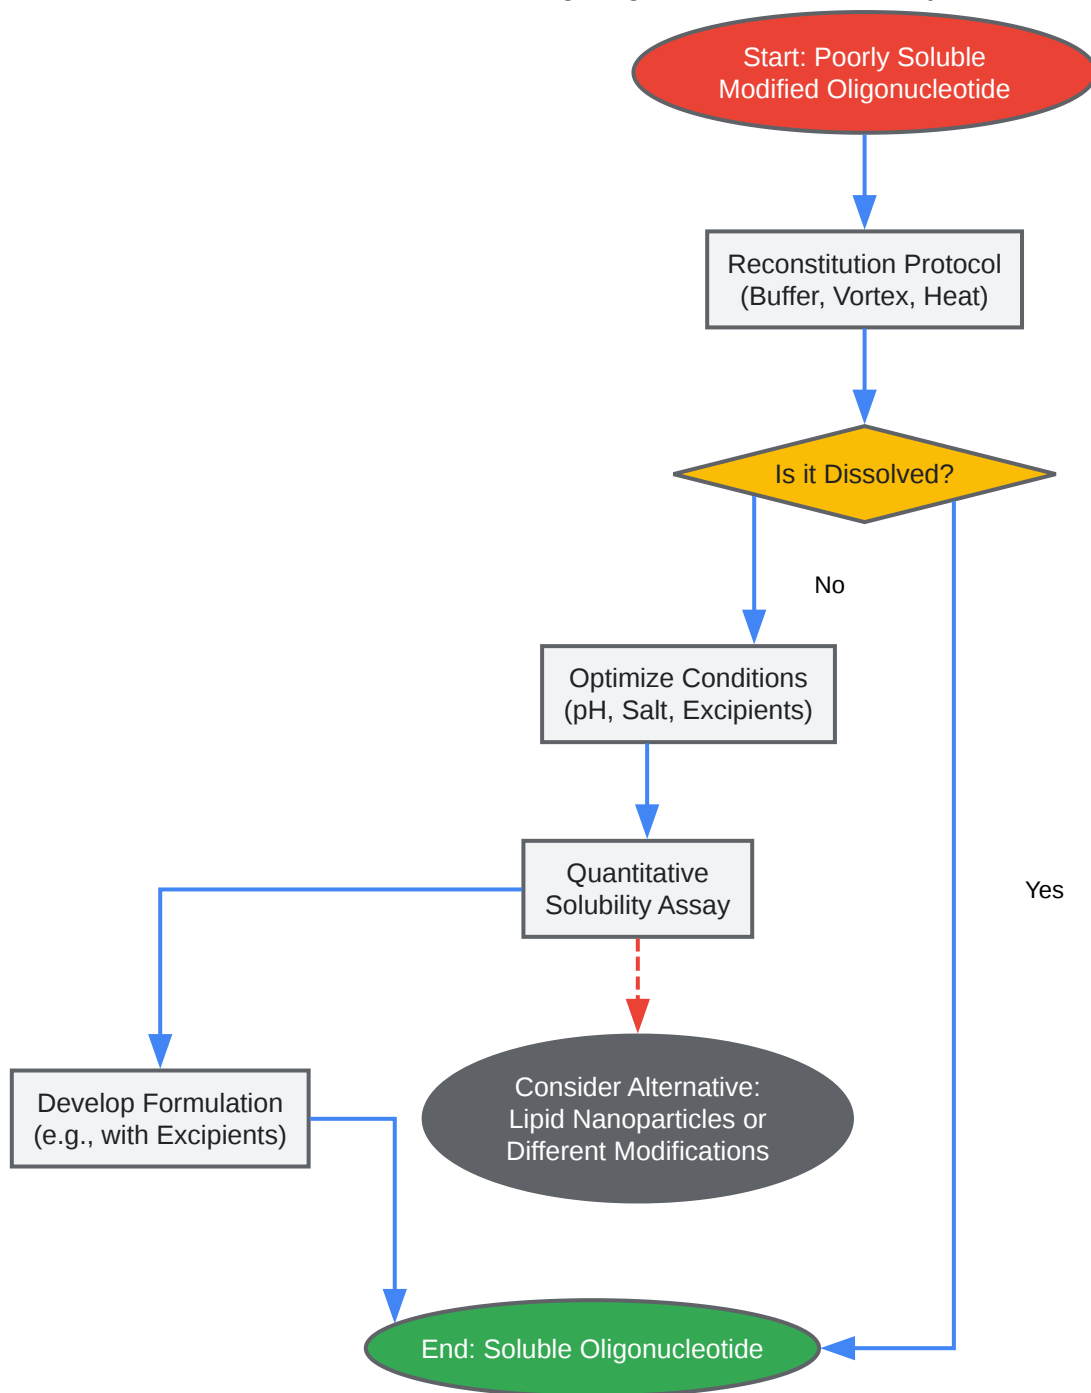 Start: Poorly Soluble
Modified Oligonucleotide
Reconstitution Protocol
(Buffer, Vortex, Heat)
Is it Dissolved?
No
Optimize Conditions
(pH, Salt, Excipients)
Quantitative
Solubility Assay
Yes
Develop Formulation
(e.g., with Excipients)
Consider Alternative:
Lipid Nanoparticles or
Different Modifications
End: Soluble Oligonucleotide